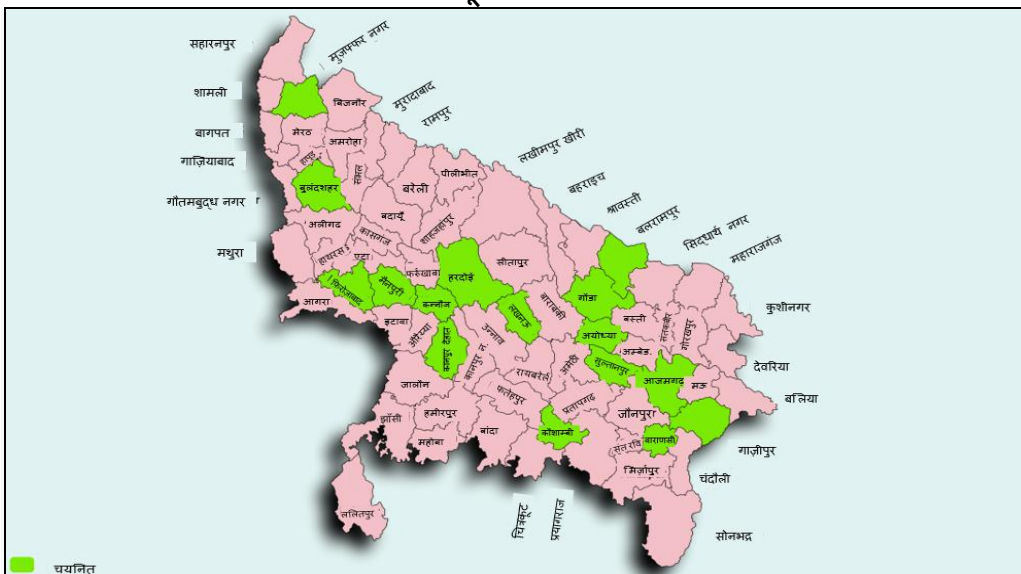 सहारनपुर
मुज़फ्फर नगर
शामली
बिजनौर
मुरादाबाद
रामपुर
बागपत
मेरठ
अमरोहा
लखीमपुर खीरी
गाज़ियाबाद
हापुड़
संभल
पीलीभीत
बहराइच
बुलंदशहर
बरेली
श्रावस्ती
गौतमबुद्ध नगर
बदायूँ
बलरामपुर
अलीगढ
कासगंज
शाहजहांपुर
सिद्धार्थ नगर
महाराजगंज
मथुरा
हाथरस
एटा
फर्रुखाबा
हरदोई
सीतापुर
फिरोज़ाबाद
मैनपुरी
आगरा
कन्नौज
गोंडा
बाराबंकी
लखनऊ
बस्ती
संतकबीर
गोरखपुर
कुशीनगर
इटावा
औरैय्या
कानपुर देहात
उन्नाव
कानपुर न.
अयोध्या
अम्बेड.
सुल्तानपुर
अमेठी
रायबरेली
देवरिया
आजमगढ़
मऊ
बलिया
जालौन
फतेहपुर
प्रतापगढ़
जौनपुरा
झाँसी
हमीरपुर
महोबा
बांदा
कौशाम्बी
संत रवि
वाराणसी
गाज़ीपुर
मिर्ज़ापुर
चंदौली
चित्रकूट
प्रयागराज
ललितपुर
सोनभद्र
चयनित